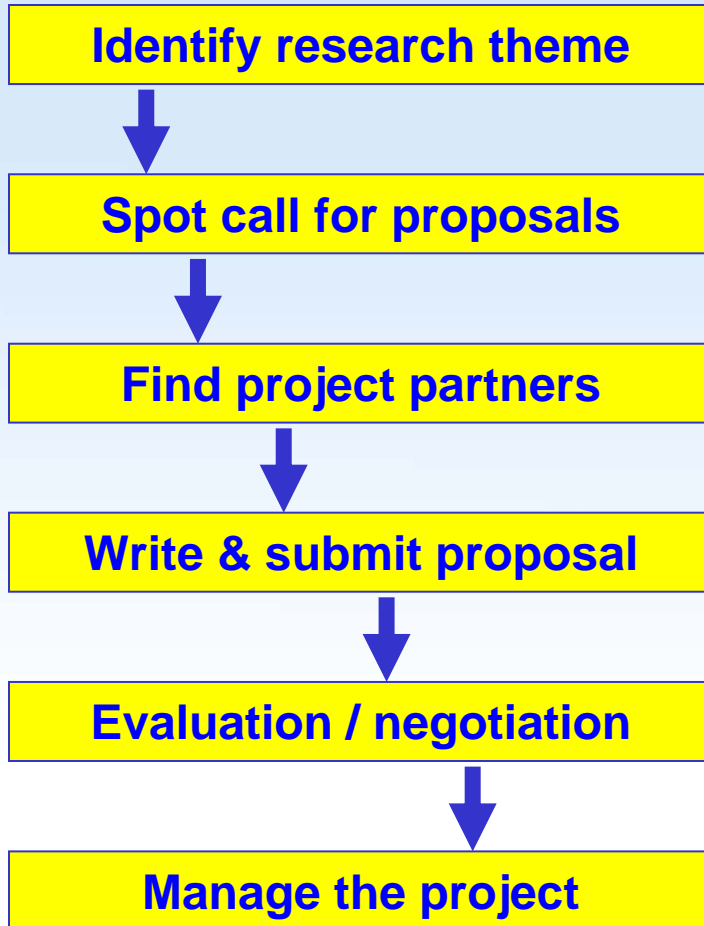 Identify research theme
Spot call for proposals
Find project partners
Write & submit proposal
Evaluation / negotiation
Manage the project